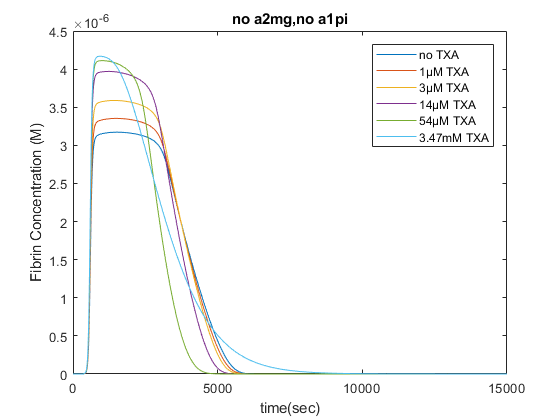 no a2mg,no a1pi
×10⁻⁶
4.5
4
3.5
3
2.5
2
1.5
1
0.5
0
Fibrin Concentration (M)
no TXA
1µM TXA
3µM TXA
14µM TXA
54µM TXA
3.47mM TXA
0 5000 10000 15000
time(sec)